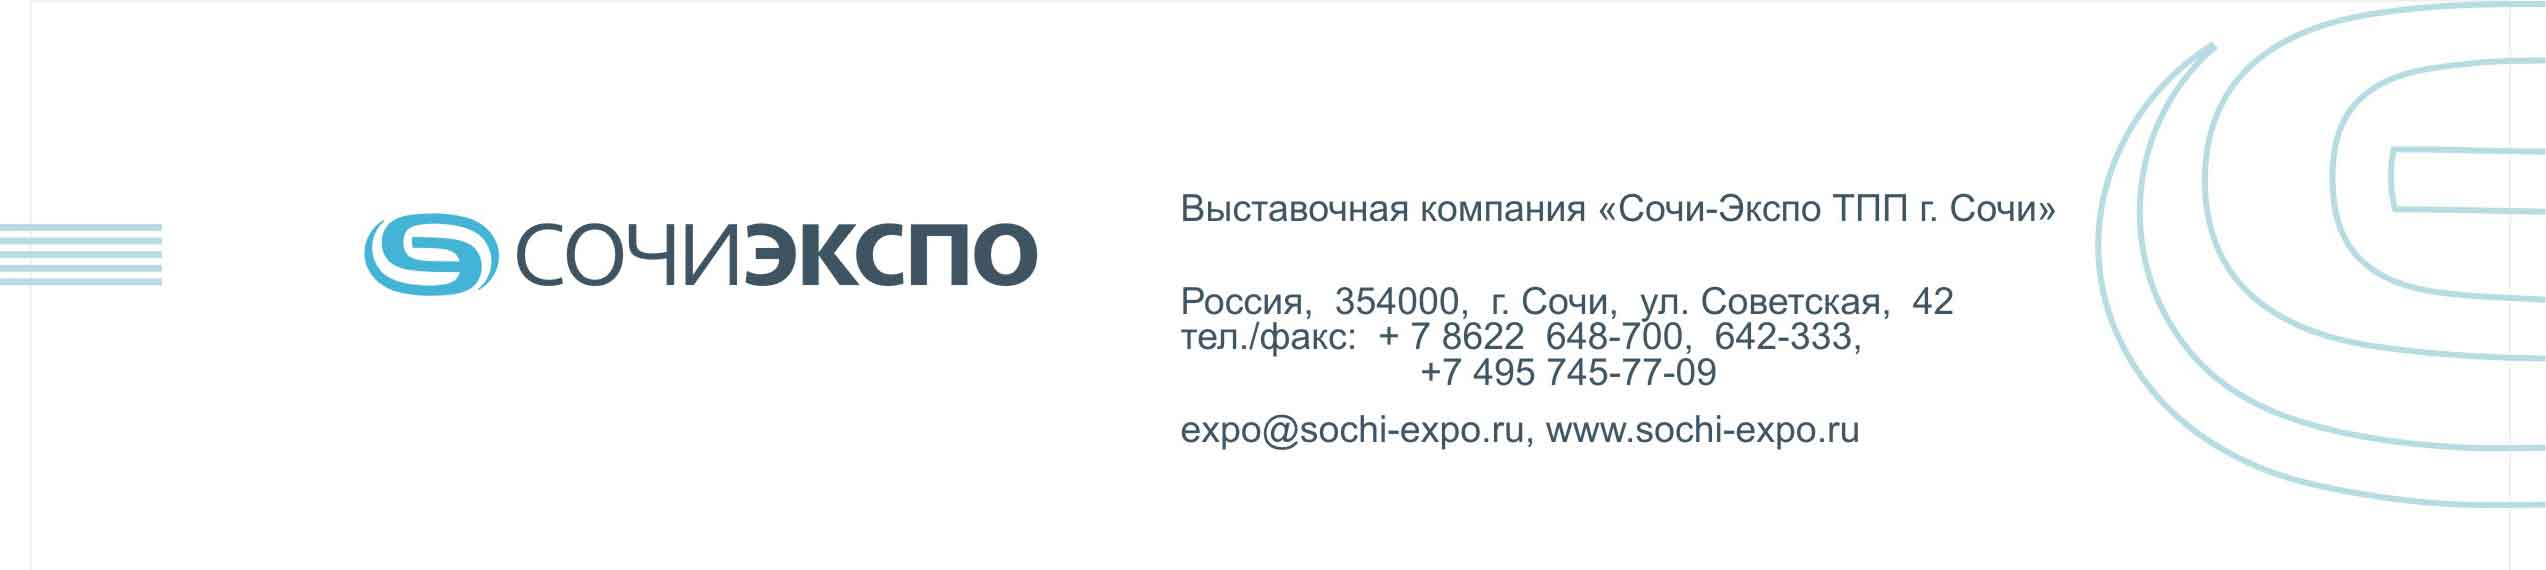 СОЧИЭКСПО
Выставочная компания «Сочи-Экспо ТПП г. Сочи»
Россия, 354000, г. Сочи, ул. Советская, 42
тел./факс: + 7 8622 648-700, 642-333,
+7 495 745-77-09
expo@sochi-expo.ru, www.sochi-expo.ru